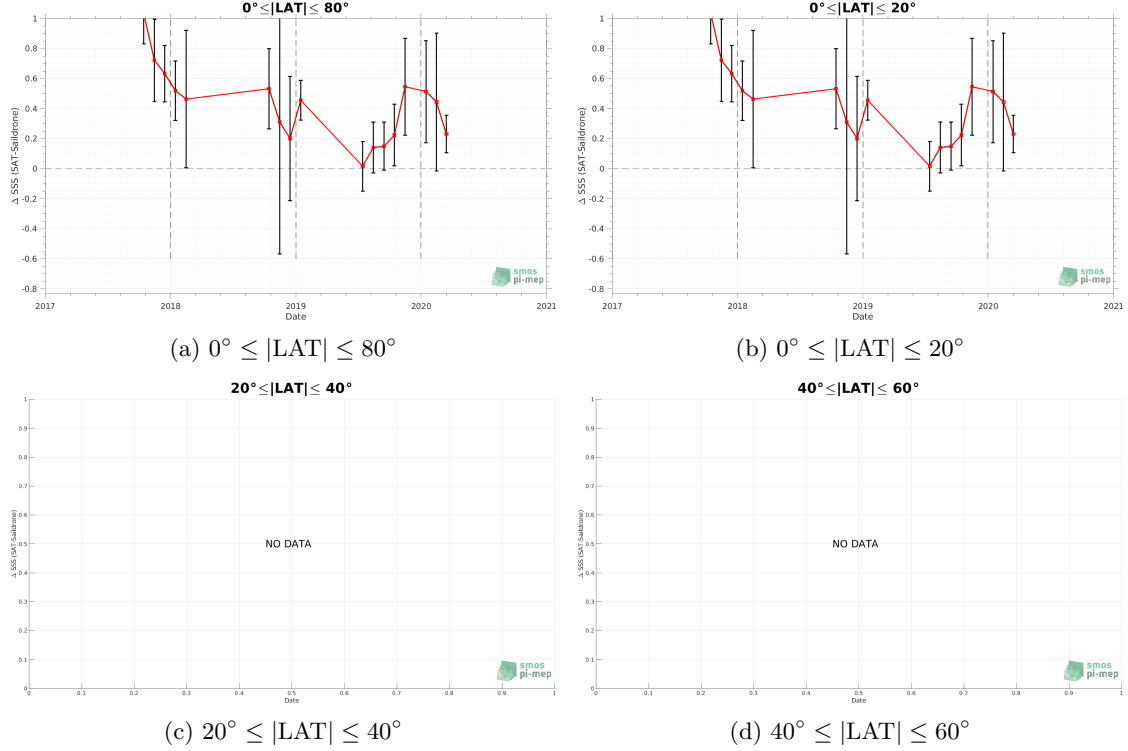 0°≤|LAT|≤ 80°
1
0.8
0.6
0.4
0.2
0
-0.2
-0.4
-0.6
-0.8
Δ SSS (SAT-Saildrone)
2017 2018 2019 2020 2021
Date
smos
pi-mep
(a) 0° ≤ |LAT| ≤ 80°
0°≤|LAT|≤ 20°
1
0.8
0.6
0.4
0.2
0
-0.2
-0.4
-0.6
-0.8
Δ SSS (SAT-Saildrone)
2017 2018 2019 2020 2021
Date
smos
pi-mep
(b) 0° ≤ |LAT| ≤ 20°
20°≤|LAT|≤ 40°
1
0.9
0.8
0.7
0.6
0.5
0.4
0.3
0.2
0.1
0
Δ SSS (SAT-Saildrone)
NO DATA
0 0.1 0.2 0.3 0.4 0.5 0.6 0.7 0.8 0.9 1
Date
smos
pi-mep
(c) 20° ≤ |LAT| ≤ 40°
40°≤|LAT|≤ 60°
1
0.9
0.8
0.7
0.6
0.5
0.4
0.3
0.2
0.1
0
Δ SSS (SAT-Saildrone)
NO DATA
0 0.1 0.2 0.3 0.4 0.5 0.6 0.7 0.8 0.9 1
Date
smos
pi-mep
(d) 40° ≤ |LAT| ≤ 60°